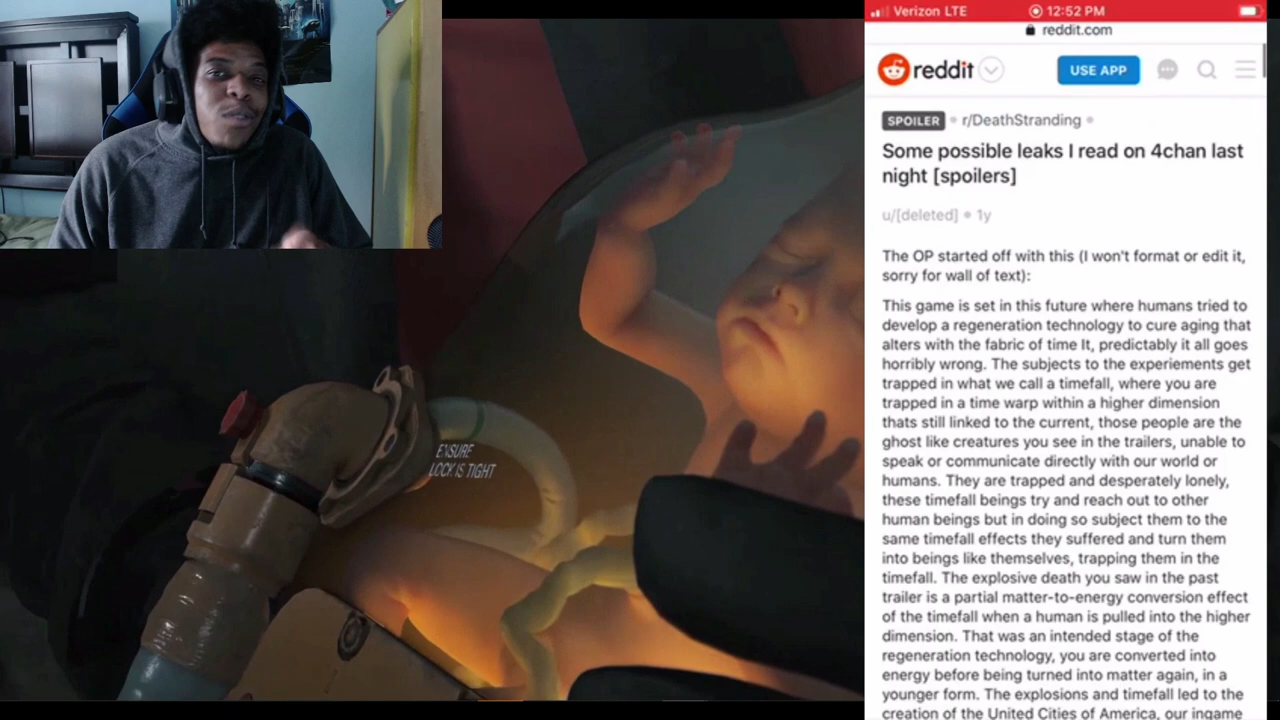 Verizon LTE
12:52 PM
reddit.com
reddit
USE APP
SPOILER • r/DeathStranding •
Some possible leaks I read on 4chan last
night [spoilers]
u/[deleted] • 1y
The OP started off with this (I won't format or edit it,
sorry for wall of text):
This game is set in this future where humans tried to
develop a regeneration technology to cure aging that
alters with the fabric of time It, predictably it all goes
horribly wrong. The subjects to the experiements get
trapped in what we call a timefall, where you are
trapped in a time warp within a higher dimension
thats still linked to the current, those people are the
ghost like creatures you see in the trailers, unable to
speak or communicate directly with our world or
humans. They are trapped and desperately lonely,
these timefall beings try and reach out to other
human beings but in doing so subject them to the
same timefall effects they suffered and turn them
into beings like themselves, trapping them in the
timefall. The explosive death you saw in the past
trailer is a partial matter-to-energy conversion effect
of the timefall when a human is pulled into the higher
dimension. That was an intended stage of the
regeneration technology, you are converted into
energy before being turned into matter again, in a
younger form. The explosions and timefall led to the
creation of the United Cities of America, our ingame
ENSURE
LOCK IS TIGHT